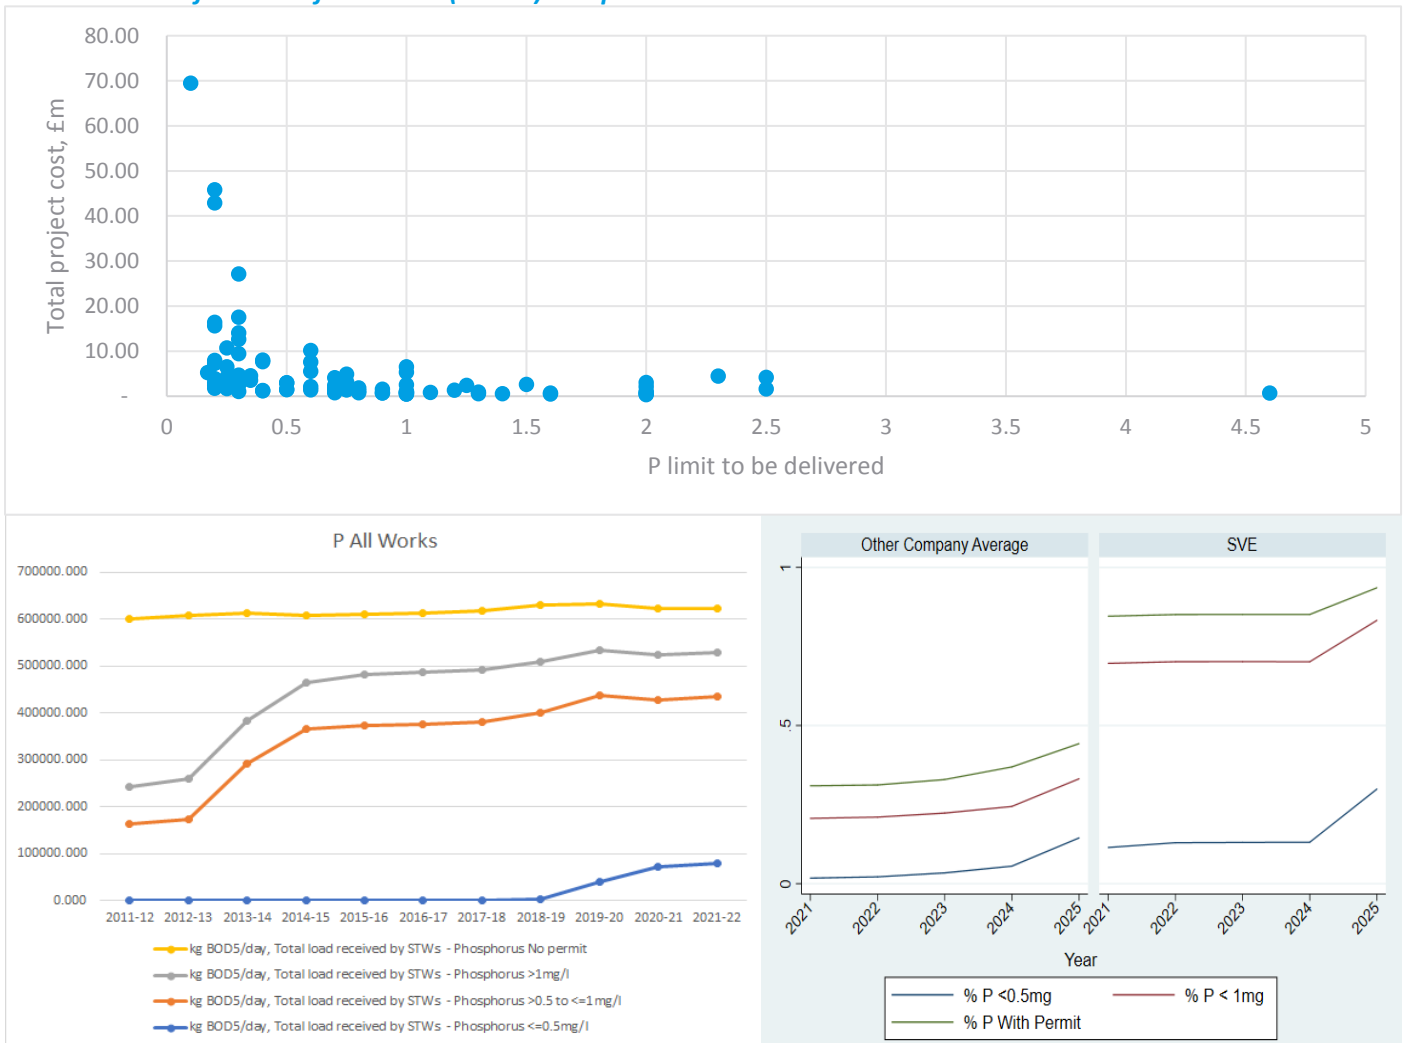 80.00
70.00
60.00
50.00
40.00
30.00
20.00
10.00
-
Total project cost, £m
0 0.5 1 1.5 2 2.5 3 3.5 4 4.5 5
P limit to be delivered
P All Works
700000.000
600000.000
500000.000
400000.000
300000.000
200000.000
100000.000
0.000
2011-12 2012-13 2013-14 2014-15 2015-16 2016-17 2017-18 2018-19 2019-20 2020-21 2021-22
kg BOD5/day, Total load received by STWs - Phosphorus No permit
kg BOD5/day, Total load received by STWs - Phosphorus >1mg/l
kg BOD5/day, Total load received by STWs - Phosphorus >0.5 to <=1mg/l
kg BOD5/day, Total load received by STWs - Phosphorus <=0.5mg/l
Other Company Average
SVE
1
.5
0
2021 2022 2023 2024 2025
2021 2022 2023 2024 2025
Year
% P <0.5mg
% P < 1mg
% P With Permit